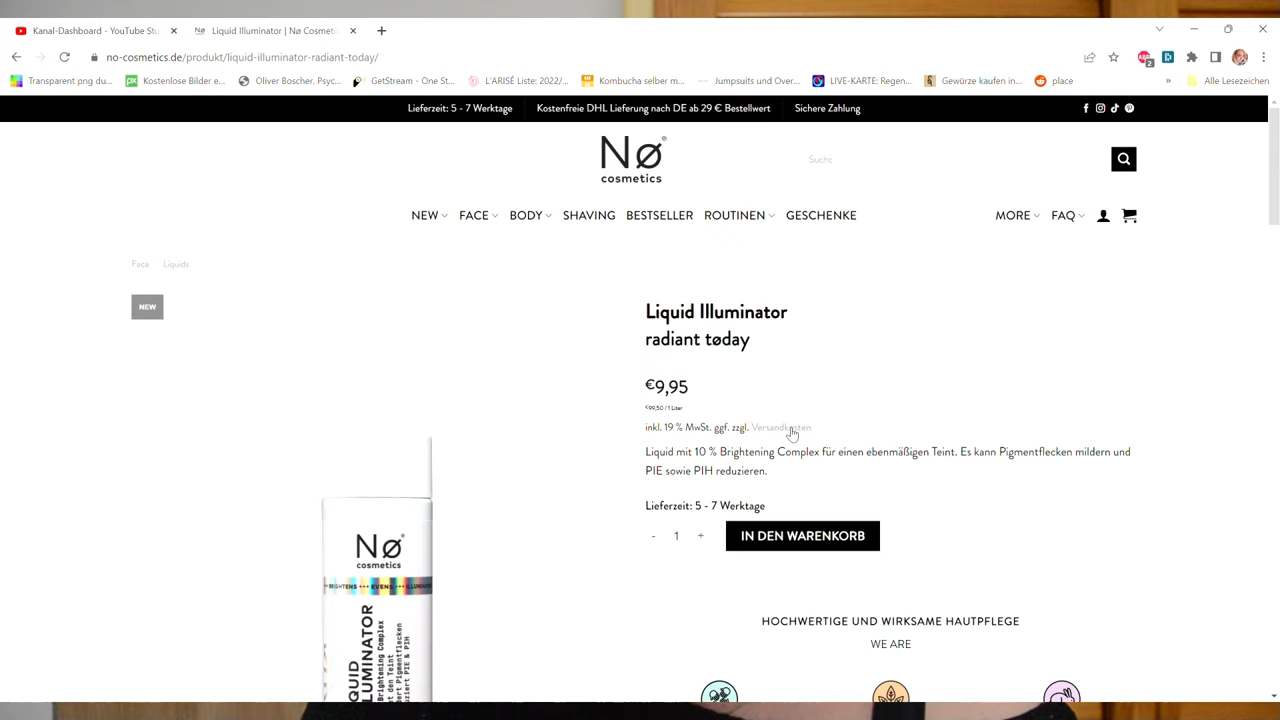 Kanal-Dashboard - YouTube Stu
Liquid Illuminator | Nø Cosmeti
no-cosmetics.de/produkt/liquid-illuminator-radiant-today/
Transparent png du...
Kostenlose Bilder e...
Oliver Boscher, Psyc...
GetStream - One St...
L'ARISÉ Liste: 2022/...
Kombucha selber m...
Jumpsuits und Over...
LIVE-KARTE: Regen...
Gewürze kaufen in...
place
»
Alle Lesezeichen
Lieferzeit: 5 - 7 Werktage
Kostenfreie DHL Lieferung nach DE ab 29 € Bestellwert
Sichere Zahlung
Nø®
cosmetics
Suche
NEW FACE BODY SHAVING BESTSELLER ROUTINEN GESCHENKE
MORE FAQ
Face Liquids
NEW
Liquid Illuminator
radiant tøday
€9,95
€99,50 / 1 Liter
inkl. 19 % MwSt. ggf. zzgl. Versandkosten
Liquid mit 10 % Brightening Complex für einen ebenmäßigen Teint. Es kann Pigmentflecken mildern und
PIE sowie PIH reduzieren.
Lieferzeit: 5 - 7 Werktage
- 1 +
IN DEN WARENKORB
HOCHWERTIGE UND WIRKSAME HAUTPFLEGE
WE ARE
Nø®
cosmetics
BRIGHTENS +++ EVENS +++ ILLUMIN